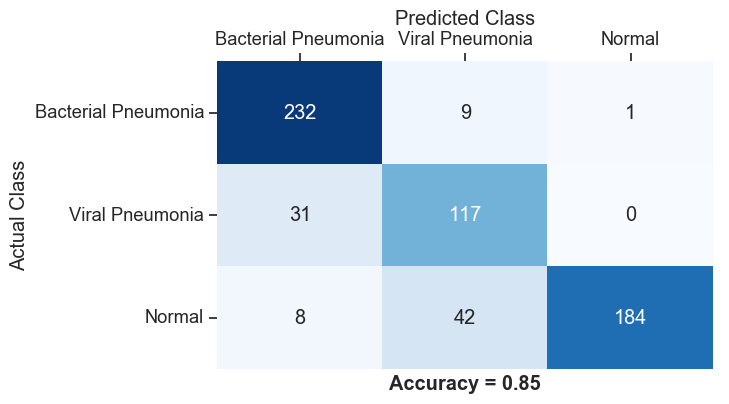 Predicted Class
Bacterial Pneumonia Viral Pneumonia Normal
Actual Class
Bacterial Pneumonia 232 9 1
Viral Pneumonia 31 117 0
Normal 8 42 184
Accuracy = 0.85